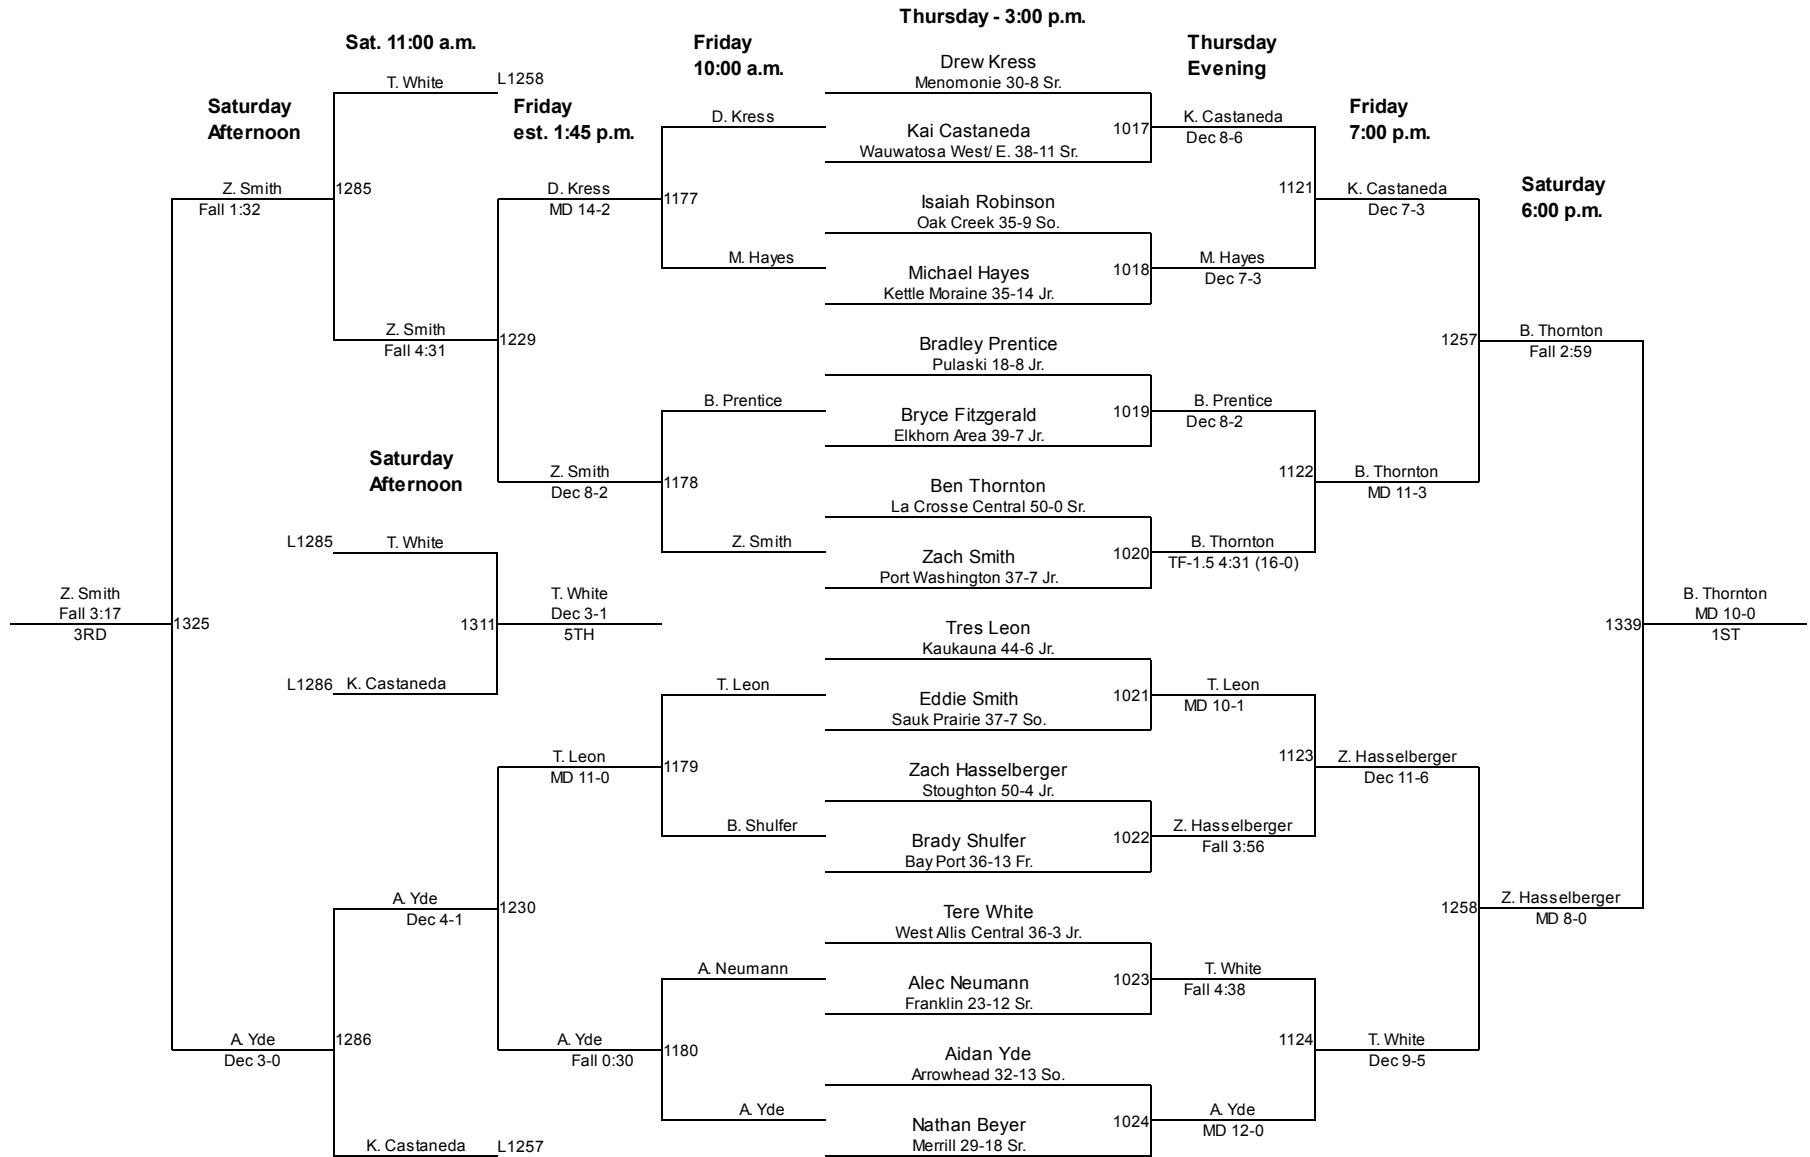 Thursday - 3:00 p.m.
Sat. 11:00 a.m.
Friday
10:00 a.m.
Thursday
Evening
Saturday
Afternoon
Friday
est. 1:45 p.m.
Friday
7:00 p.m.
Saturday
6:00 p.m.
Saturday
Afternoon
T. White
L1258
Z. Smith
Fall 1:32
1285
Z. Smith
Fall 4:31
1229
D. Kress
MD 14-2
1177
D. Kress
M. Hayes
Z. Smith
Dec 8-2
1178
B. Prentice
Z. Smith
L1285
T. White
L1286
K. Castaneda
1311
T. White
Dec 3-1
5TH
Z. Smith
Fall 3:17
3RD
1325
T. Leon
MD 11-0
1179
T. Leon
B. Shulfer
A. Yde
Dec 4-1
1230
A. Neumann
A. Yde
Fall 0:30
1180
A. Yde
A. Yde
Dec 3-0
1286
K. Castaneda
L1257
Drew Kress
Menomonie 30-8 Sr.
Kai Castaneda
Wauwatosa West/ E. 38-11 Sr.
1017
Isaiah Robinson
Oak Creek 35-9 So.
Michael Hayes
Kettle Moraine 35-14 Jr.
1018
Bradley Prentice
Pulaski 18-8 Jr.
Bryce Fitzgerald
Elkhorn Area 39-7 Jr.
1019
Ben Thornton
La Crosse Central 50-0 Sr.
Zach Smith
Port Washington 37-7 Jr.
1020
Tres Leon
Kaukauna 44-6 Jr.
Eddie Smith
Sauk Prairie 37-7 So.
1021
Zach Hasselberger
Stoughton 50-4 Jr.
Brady Shulfer
Bay Port 36-13 Fr.
1022
Tere White
West Allis Central 36-3 Jr.
Alec Neumann
Franklin 23-12 Sr.
1023
Aidan Yde
Arrowhead 32-13 So.
Nathan Beyer
Merrill 29-18 Sr.
1024
K. Castaneda
Dec 8-6
1121
M. Hayes
Dec 7-3
K. Castaneda
Dec 7-3
B. Prentice
Dec 8-2
1122
B. Thornton
TF-1.5 4:31 (16-0)
B. Thornton
MD 11-3
1257
B. Thornton
Fall 2:59
T. Leon
MD 10-1
1123
Z. Hasselberger
Fall 3:56
Z. Hasselberger
Dec 11-6
T. White
Fall 4:38
1124
A. Yde
MD 12-0
T. White
Dec 9-5
1258
Z. Hasselberger
MD 8-0
1339
B. Thornton
MD 10-0
1ST